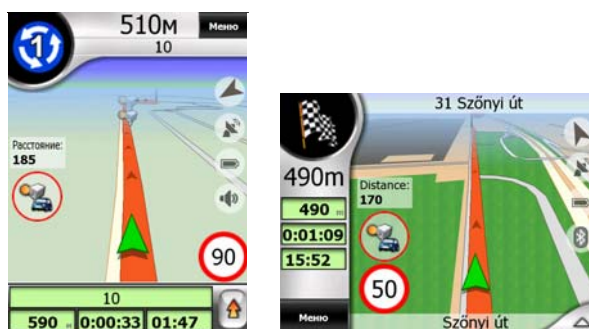 1
510м
Меню
10
Расстояние:
185
90
10
590 m
0:00:33
01:47
31 Szőnyi út
490m
490 m
0:01:09
15:52
Distance:
170
50
Меню
Szőnyi út